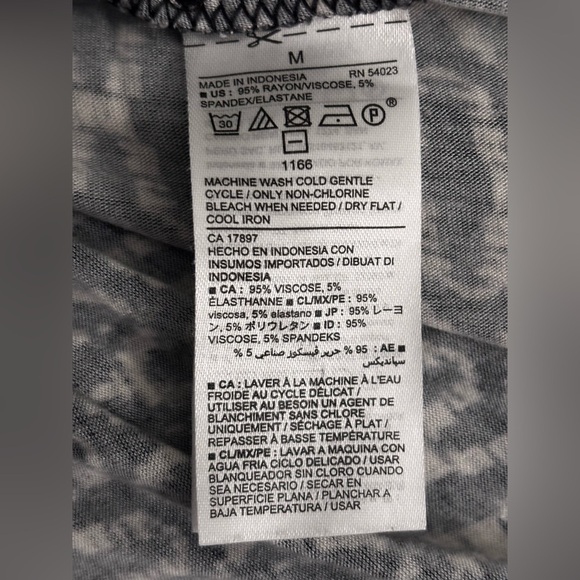 M
MADE IN INDONESIA RN 54023
■ US : 95% RAYON/VISCOSE, 5%
SPANDEX/ELASTANE
30
P
®
1166
MACHINE WASH COLD GENTLE
CYCLE / ONLY NON-CHLORINE
BLEACH WHEN NEEDED / DRY FLAT /
COOL IRON
CA 17897
HECHO EN INDONESIA CON
INSUMOS IMPORTADOS / DIBUAT DI
INDONESIA
■ CA : 95% VISCOSE, 5%
ÉLASTHANNE ■ CL/MX/PE : 95%
viscosa, 5% elastano ■ JP : 95% レーヨ
ン, 5% ポリウレタン ■ ID : 95%
VISCOSE, 5% SPANDEKS
■ AE : 95 % حرير ڤيسكوز صناعي 5 %
سپانديكس
■ CA : LAVER À LA MACHINE À L'EAU
FROIDE AU CYCLE DÉLICAT /
UTILISER AU BESOIN UN AGENT DE
BLANCHIMENT SANS CHLORE
UNIQUEMENT / SÉCHAGE À PLAT /
REPASSER À BASSE TEMPÉRATURE
■ CL/MX/PE : LAVAR A MAQUINA CON
AGUA FRIA CICLO DELICADO / USAR
BLANQUEADOR SIN CLORO CUANDO
SEA NECESARIO / SECAR EN
SUPERFICIE PLANA / PLANCHAR A
BAJA TEMPERATURA / USAR